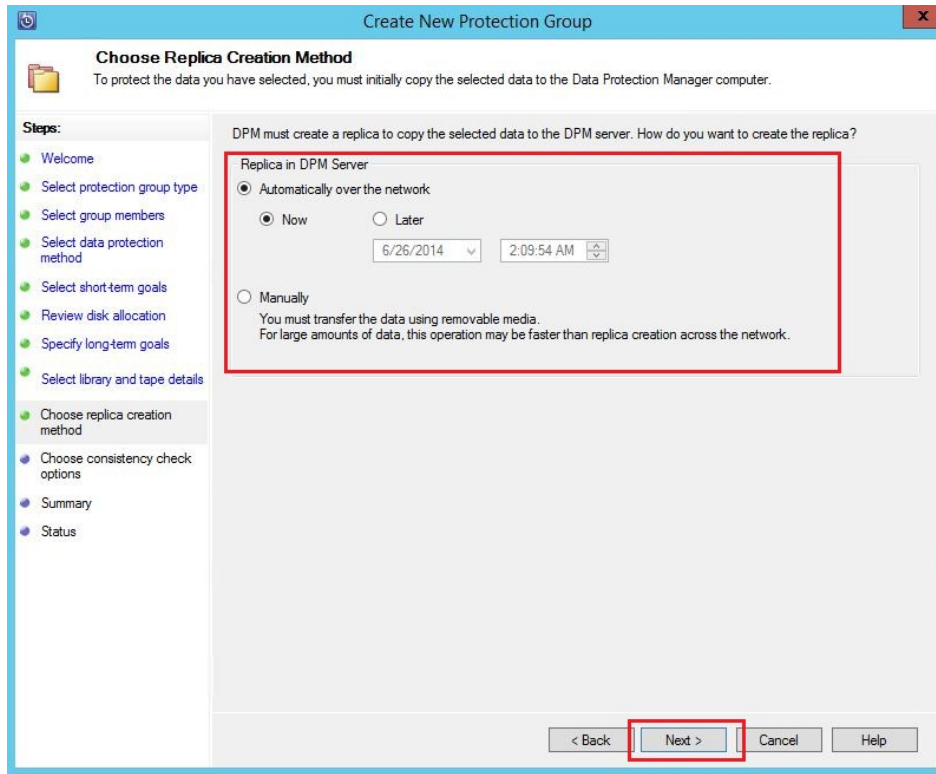 Create New Protection Group
x
Choose Replica Creation Method
To protect the data you have selected, you must initially copy the selected data to the Data Protection Manager computer.
Steps:
Welcome
Select protection group type
Select group members
Select data protection
method
Select short-term goals
Review disk allocation
Specify long-term goals
Select library and tape details
Choose replica creation
method
Choose consistency check
options
Summary
Status
DPM must create a replica to copy the selected data to the DPM server. How do you want to create the replica?
Replica in DPM Server
Automatically over the network
Now Later
6/26/2014 2:09:54 AM
Manually
You must transfer the data using removable media.
For large amounts of data, this operation may be faster than replica creation across the network.
< Back Next > Cancel Help